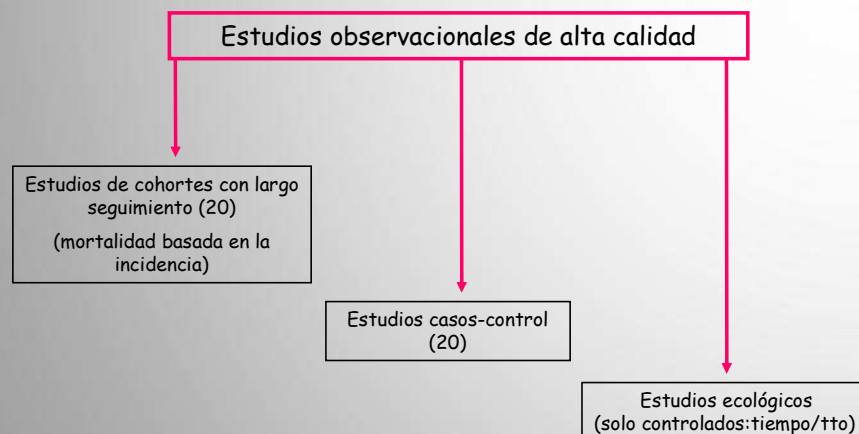 Estudios observacionales de alta calidad
Estudios de cohortes con largo
seguimiento (20)
(mortalidad basada en la
incidencia)
Estudios casos-control
(20)
Estudios ecológicos
(solo controlados:tiempo/tto)